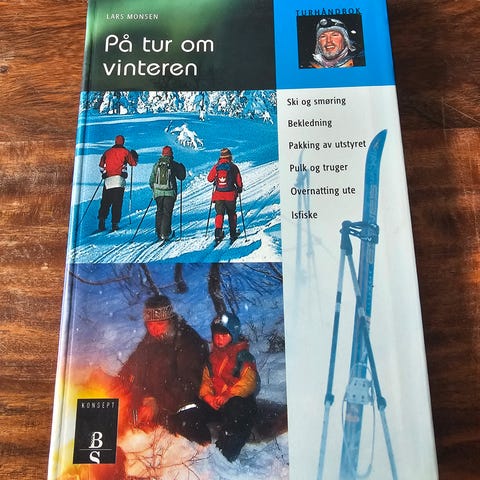 LARS MONSEN
TURHÅNDBOK
På tur om
vinteren
Ski og smøring
Bekledning
Pakking av utstyret
Pulk og truger
Overnatting ute
Isfiske
KONSEPT
B
S